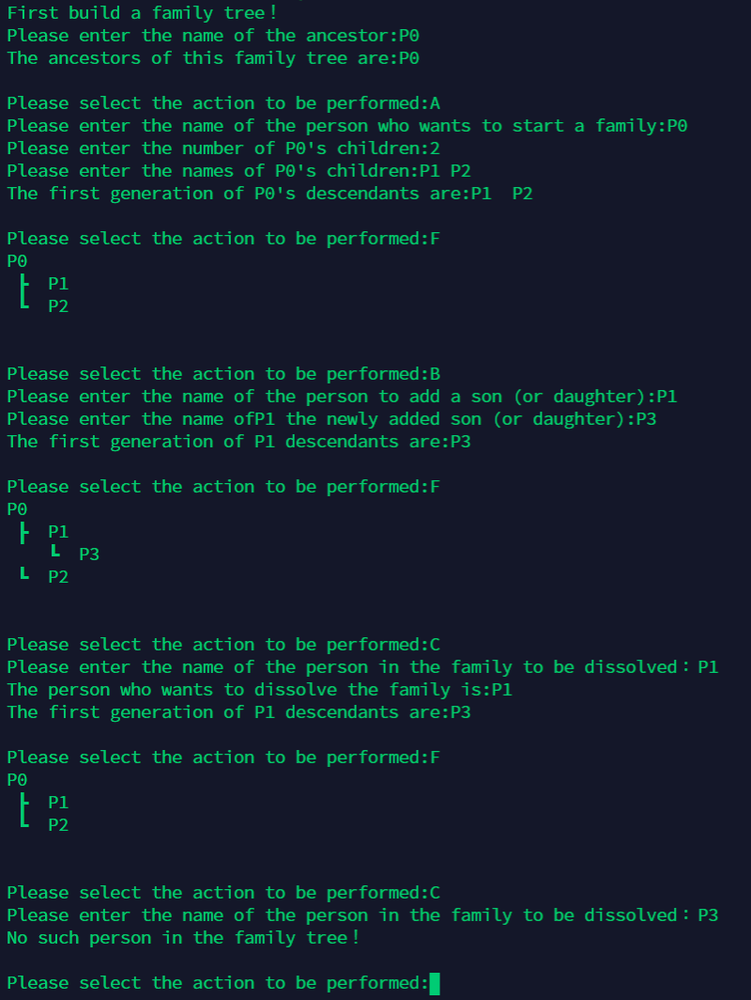 First build a family tree！
Please enter the name of the ancestor:P0
The ancestors of this family tree are:P0
Please select the action to be performed:A
Please enter the name of the person who wants to start a family:P0
Please enter the number of P0's children:2
Please enter the names of P0's children:P1 P2
The first generation of P0's descendants are:P1  P2
Please select the action to be performed:F
P0
┣  P1
┗  P2
Please select the action to be performed:B
Please enter the name of the person to add a son (or daughter):P1
Please enter the name ofP1 the newly added son (or daughter):P3
The first generation of P1 descendants are:P3
Please select the action to be performed:F
P0
┣  P1
┗  P3
┗  P2
Please select the action to be performed:C
Please enter the name of the person in the family to be dissolved：P1
The person who wants to dissolve the family is:P1
The first generation of P1 descendants are:P3
Please select the action to be performed:F
P0
┣  P1
┗  P2
Please select the action to be performed:C
Please enter the name of the person in the family to be dissolved：P3
No such person in the family tree！
Please select the action to be performed: